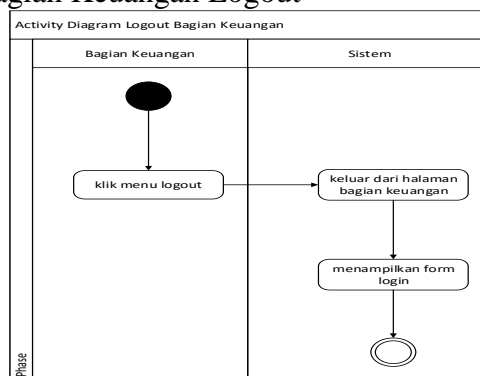 Bagian Keuangan Logout
Activity Diagram Logout Bagian Keuangan
Bagian Keuangan
Sistem
klik menu logout
keluar dari halaman
bagian keuangan
menampilkan form
login
Phase